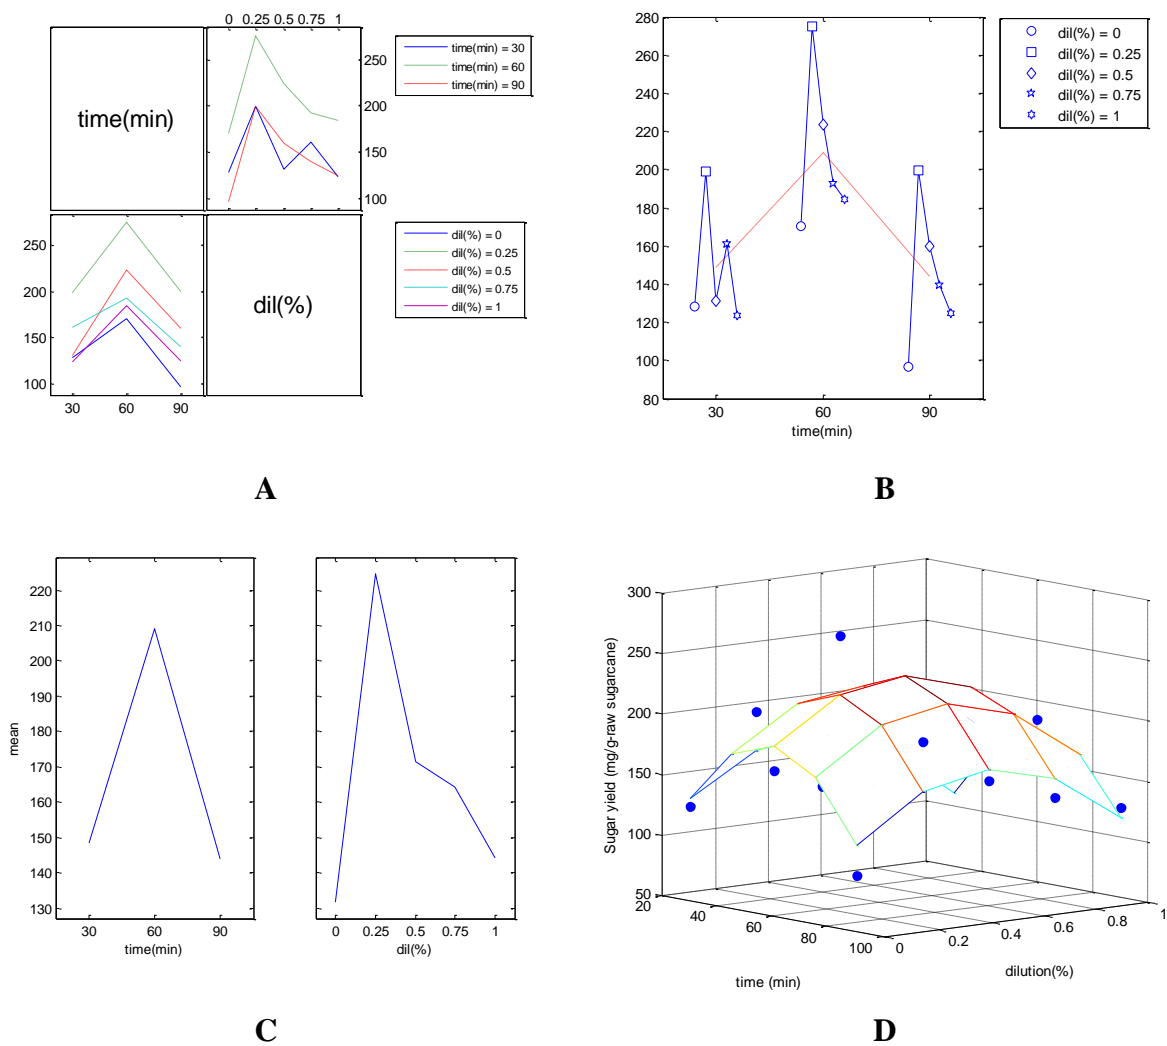 0 0.25 0.5 0.75 1
time(min)
250
200
150
100
time(min) = 30
time(min) = 60
time(min) = 90
250
200
150
100
30 60 90
dil(%)
dil(%) = 0
dil(%) = 0.25
dil(%) = 0.5
dil(%) = 0.75
dil(%) = 1
A
280
260
240
220
200
180
160
140
120
100
80
30 60 90
time(min)
dil(%) = 0
dil(%) = 0.25
dil(%) = 0.5
dil(%) = 0.75
dil(%) = 1
B
mean
220
210
200
190
180
170
160
150
140
130
30 60 90
time(min)
0 0.25 0.5 0.75 1
dil(%)
C
Sugar yield (mg/g-raw sugarcane)
300
250
200
150
100
50
20
40
60
80
100
0
0.2
0.4
0.6
0.8
1
time (min)
dilution(%)
D